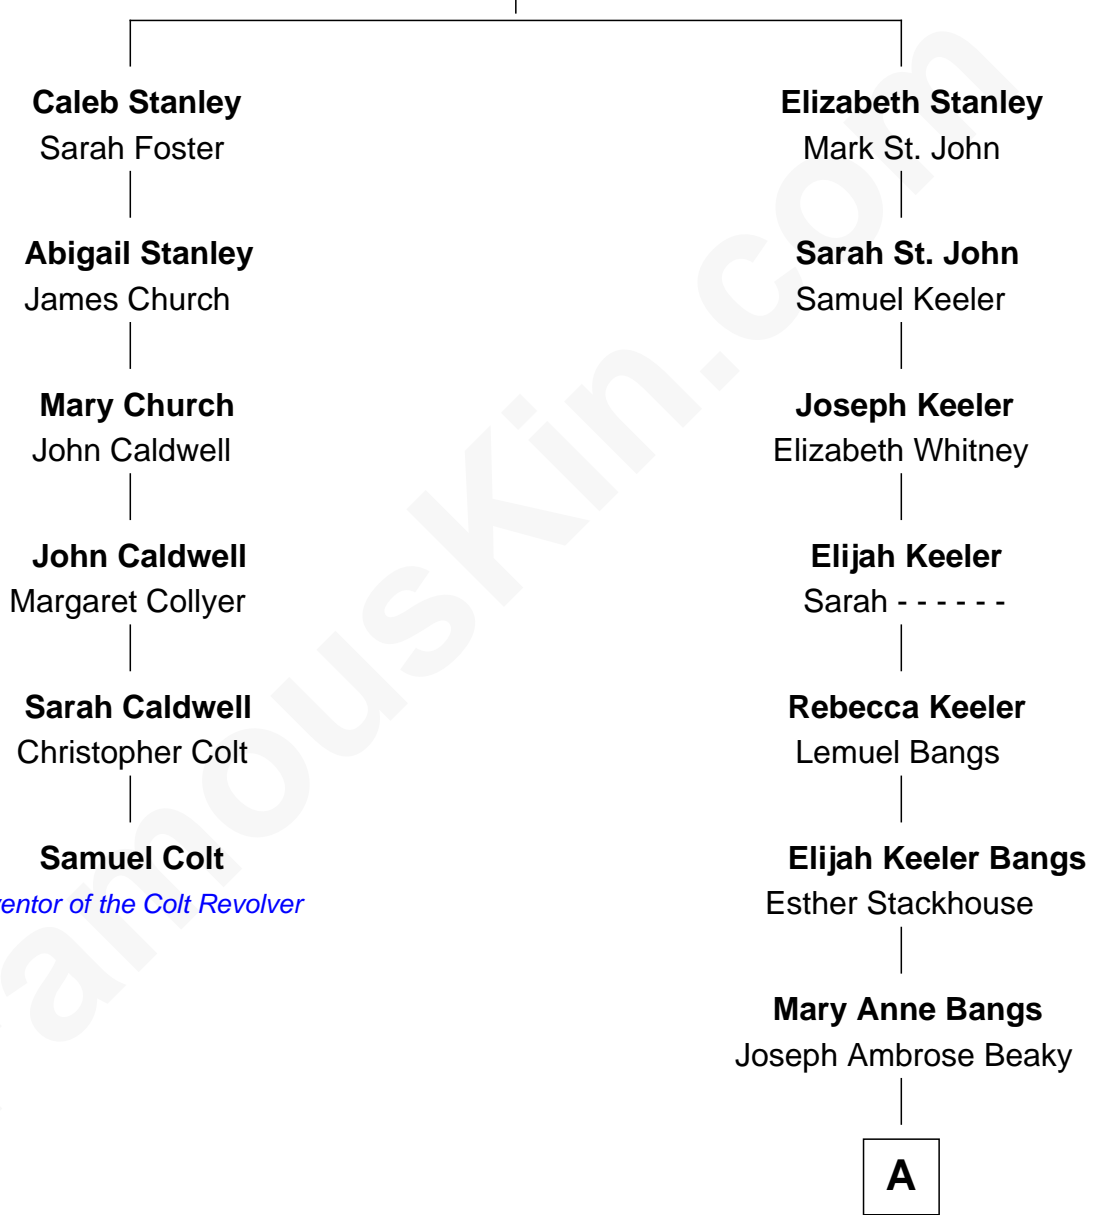 Caleb Stanley
Sarah Foster
Abigail Stanley
James Church
Mary Church
John Caldwell
John Caldwell
Margaret Collyer
Sarah Caldwell
Christopher Colt
Samuel Colt
of the Colt Revolver
Elizabeth Stanley
Mark St. John
Sarah St. John
Samuel Keeler
Joseph Keeler
Elizabeth Whitney
Elijah Keeler
Sarah - - - - - -
Rebecca Keeler
Lemuel Bangs
Elijah Keeler Bangs
Esther Stackhouse
Mary Anne Bangs
Joseph Ambrose Beaky
A
amousKin.com